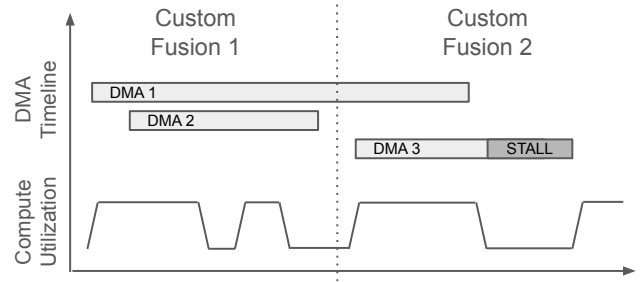 Custom
Fusion 1
Custom
Fusion 2
DMA
Timeline
DMA 1
DMA 2
DMA 3
STALL
Compute
Utilization